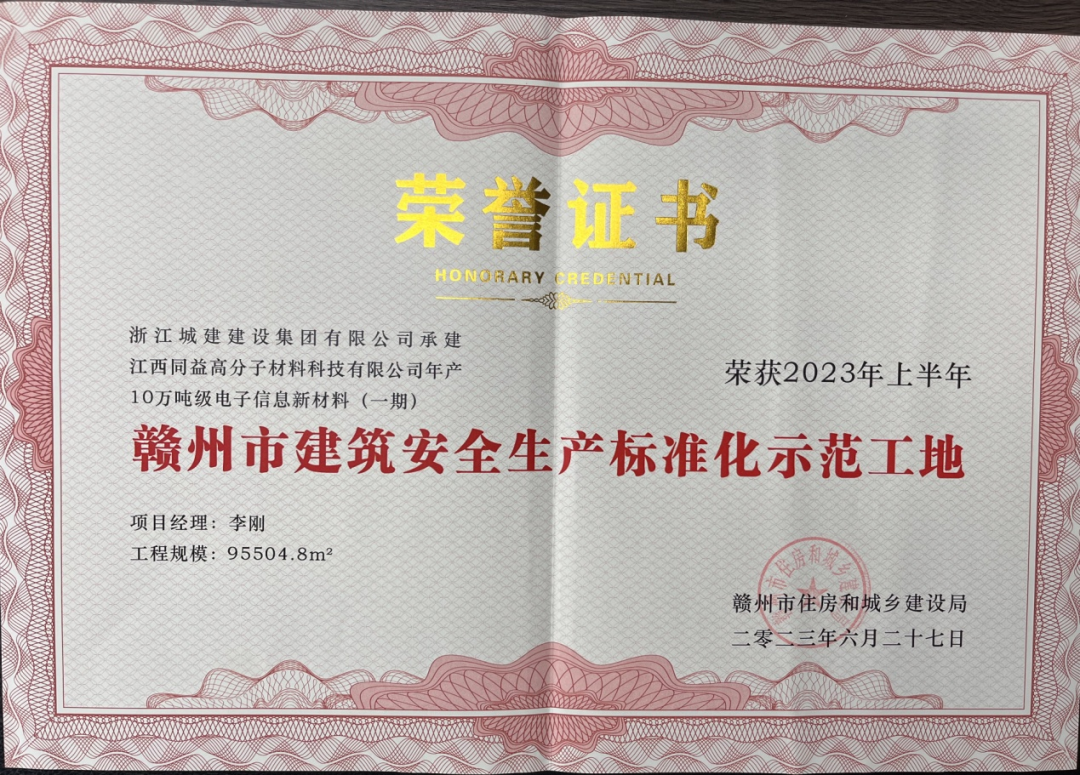 荣誉证书
HONORARY CREDENTIAL
浙江城建建设集团有限公司承建
江西同益高分子材料科技有限公司年产
10万吨级电子信息新材料（一期）
荣获2023年上半年
赣州市建筑安全生产标准化示范工地
项目经理：李刚
工程规模：95504.8m²
赣州市住房和城乡建设局
二零二三年六月二十七日